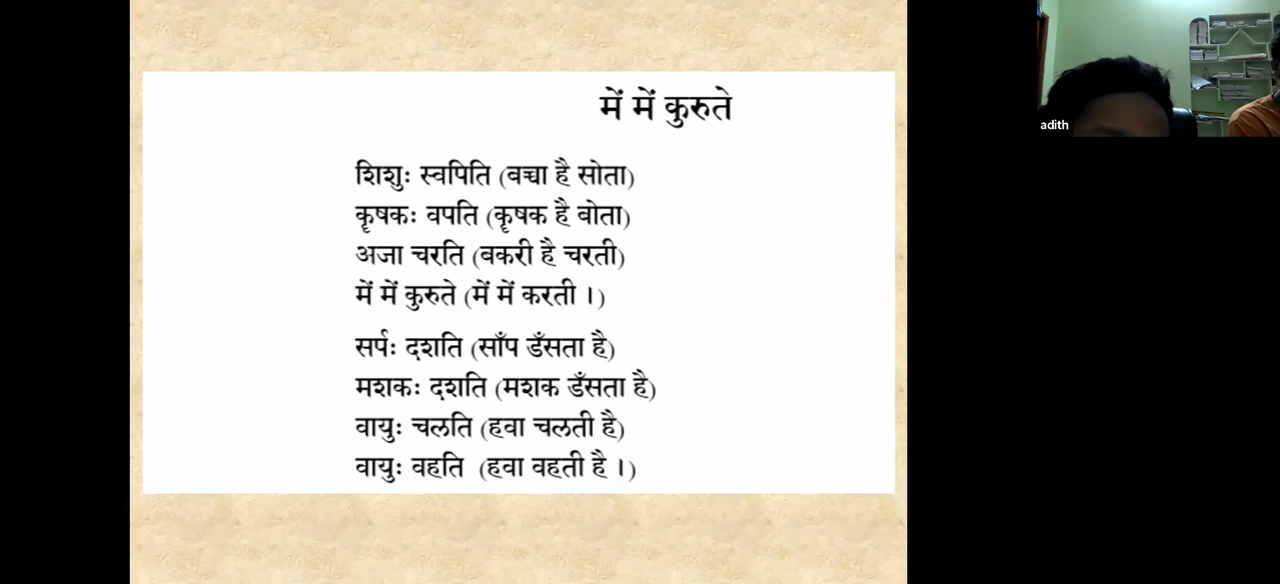 में में कुरुते
adith
शिशुः स्वपिति (बच्चा है सोता)
कृषकः वपति (कृषक है बोता)
अजा चरति (बकरी है चरती)
में में कुरुते (में में करती ।)
सर्पः दशति (साँप डँसता है)
मशकः दशति (मशक डँसता है)
वायुः चलति (हवा चलती है)
वायुः वहति (हवा वहती है ।)